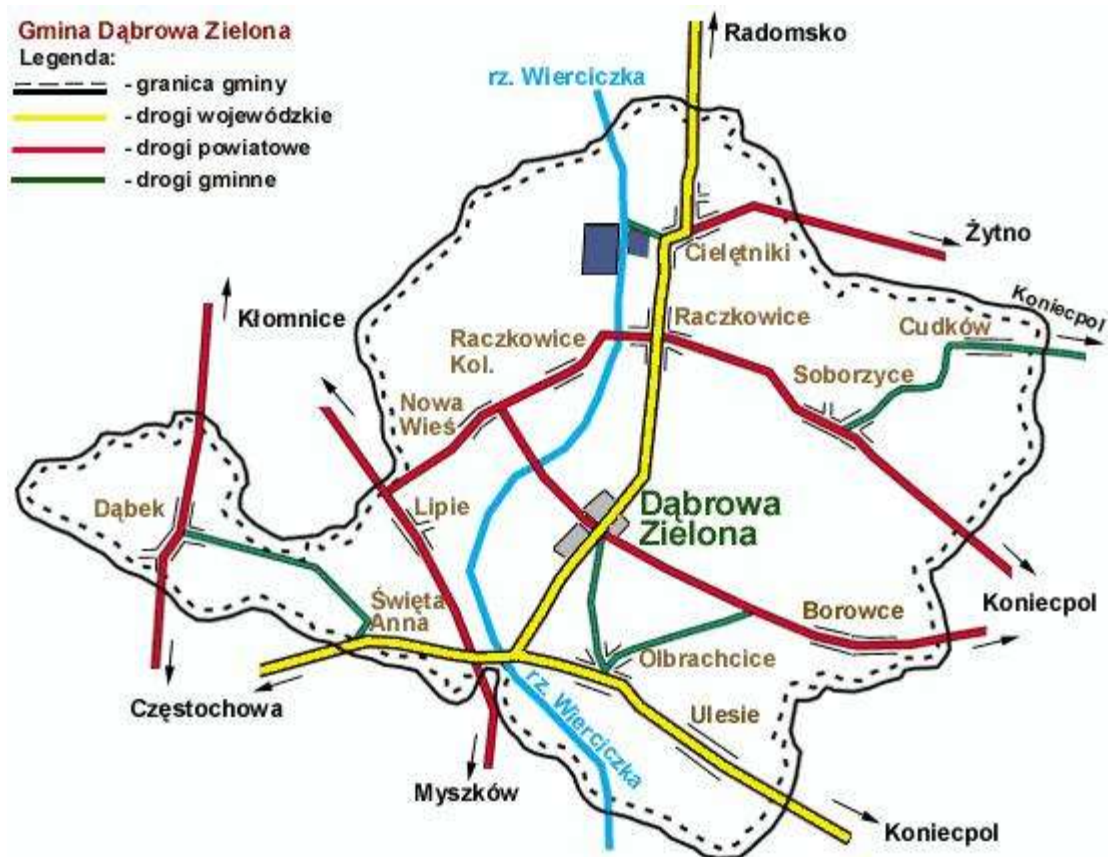 Gmina Dąbrowa Zielona
Legenda:
- granica gminy
- drogi wojewódzkie
- drogi powiatowe
- drogi gminne
Radomsko
rz. Wierciczka
Żytno
Cielętniki
Koniecpol
Kłomnice
Raczkowice
Cudków
Raczkowice
Kol.
Soborzyce
Nowa
Wieś
Dąbek
Lipie
Dąbrowa
Zielona
Święta
Anna
Borowce
Koniecpol
Olbrachcice
Częstochowa
rz. Wierciczka
Ulesie
Myszków
Koniecpol